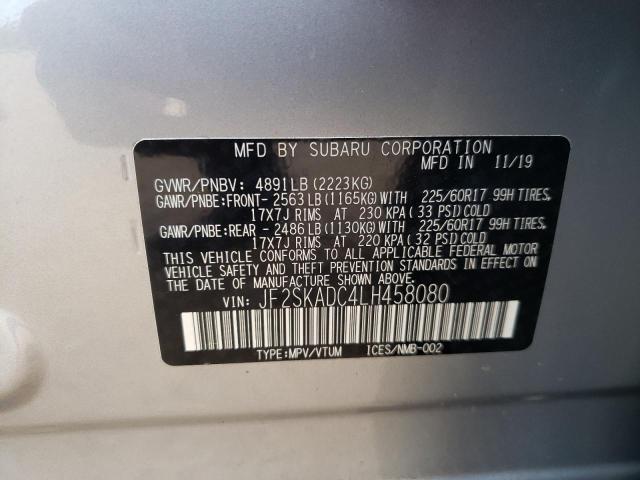 MFD BY SUBARU CORPORATION
MFD IN 11/19
GVWR/PNBV: 4891LB(2223KG)
GAWR/PNBE:FRONT- 2563LB(1165KG)WITH 225/60R17 99H TIRES,
17X7J RIMS AT 230 KPA(33 PSI)COLD
GAWR/PNBE:REAR - 2486LB(1130KG)WITH 225/60R17 99H TIRES,
17X7J RIMS AT 220 KPA(32 PSI)COLD
THIS VEHICLE CONFORMS TO ALL APPLICABLE FEDERAL MOTOR
VEHICLE SAFETY AND THEFT PREVENTION STANDARDS IN EFFECT ON
THE DATE OF MANUFACTURE SHOWN ABOVE.
VIN: JF2SKADC4LH458080
TYPE:MPV/VTUM ICES/NMB-002